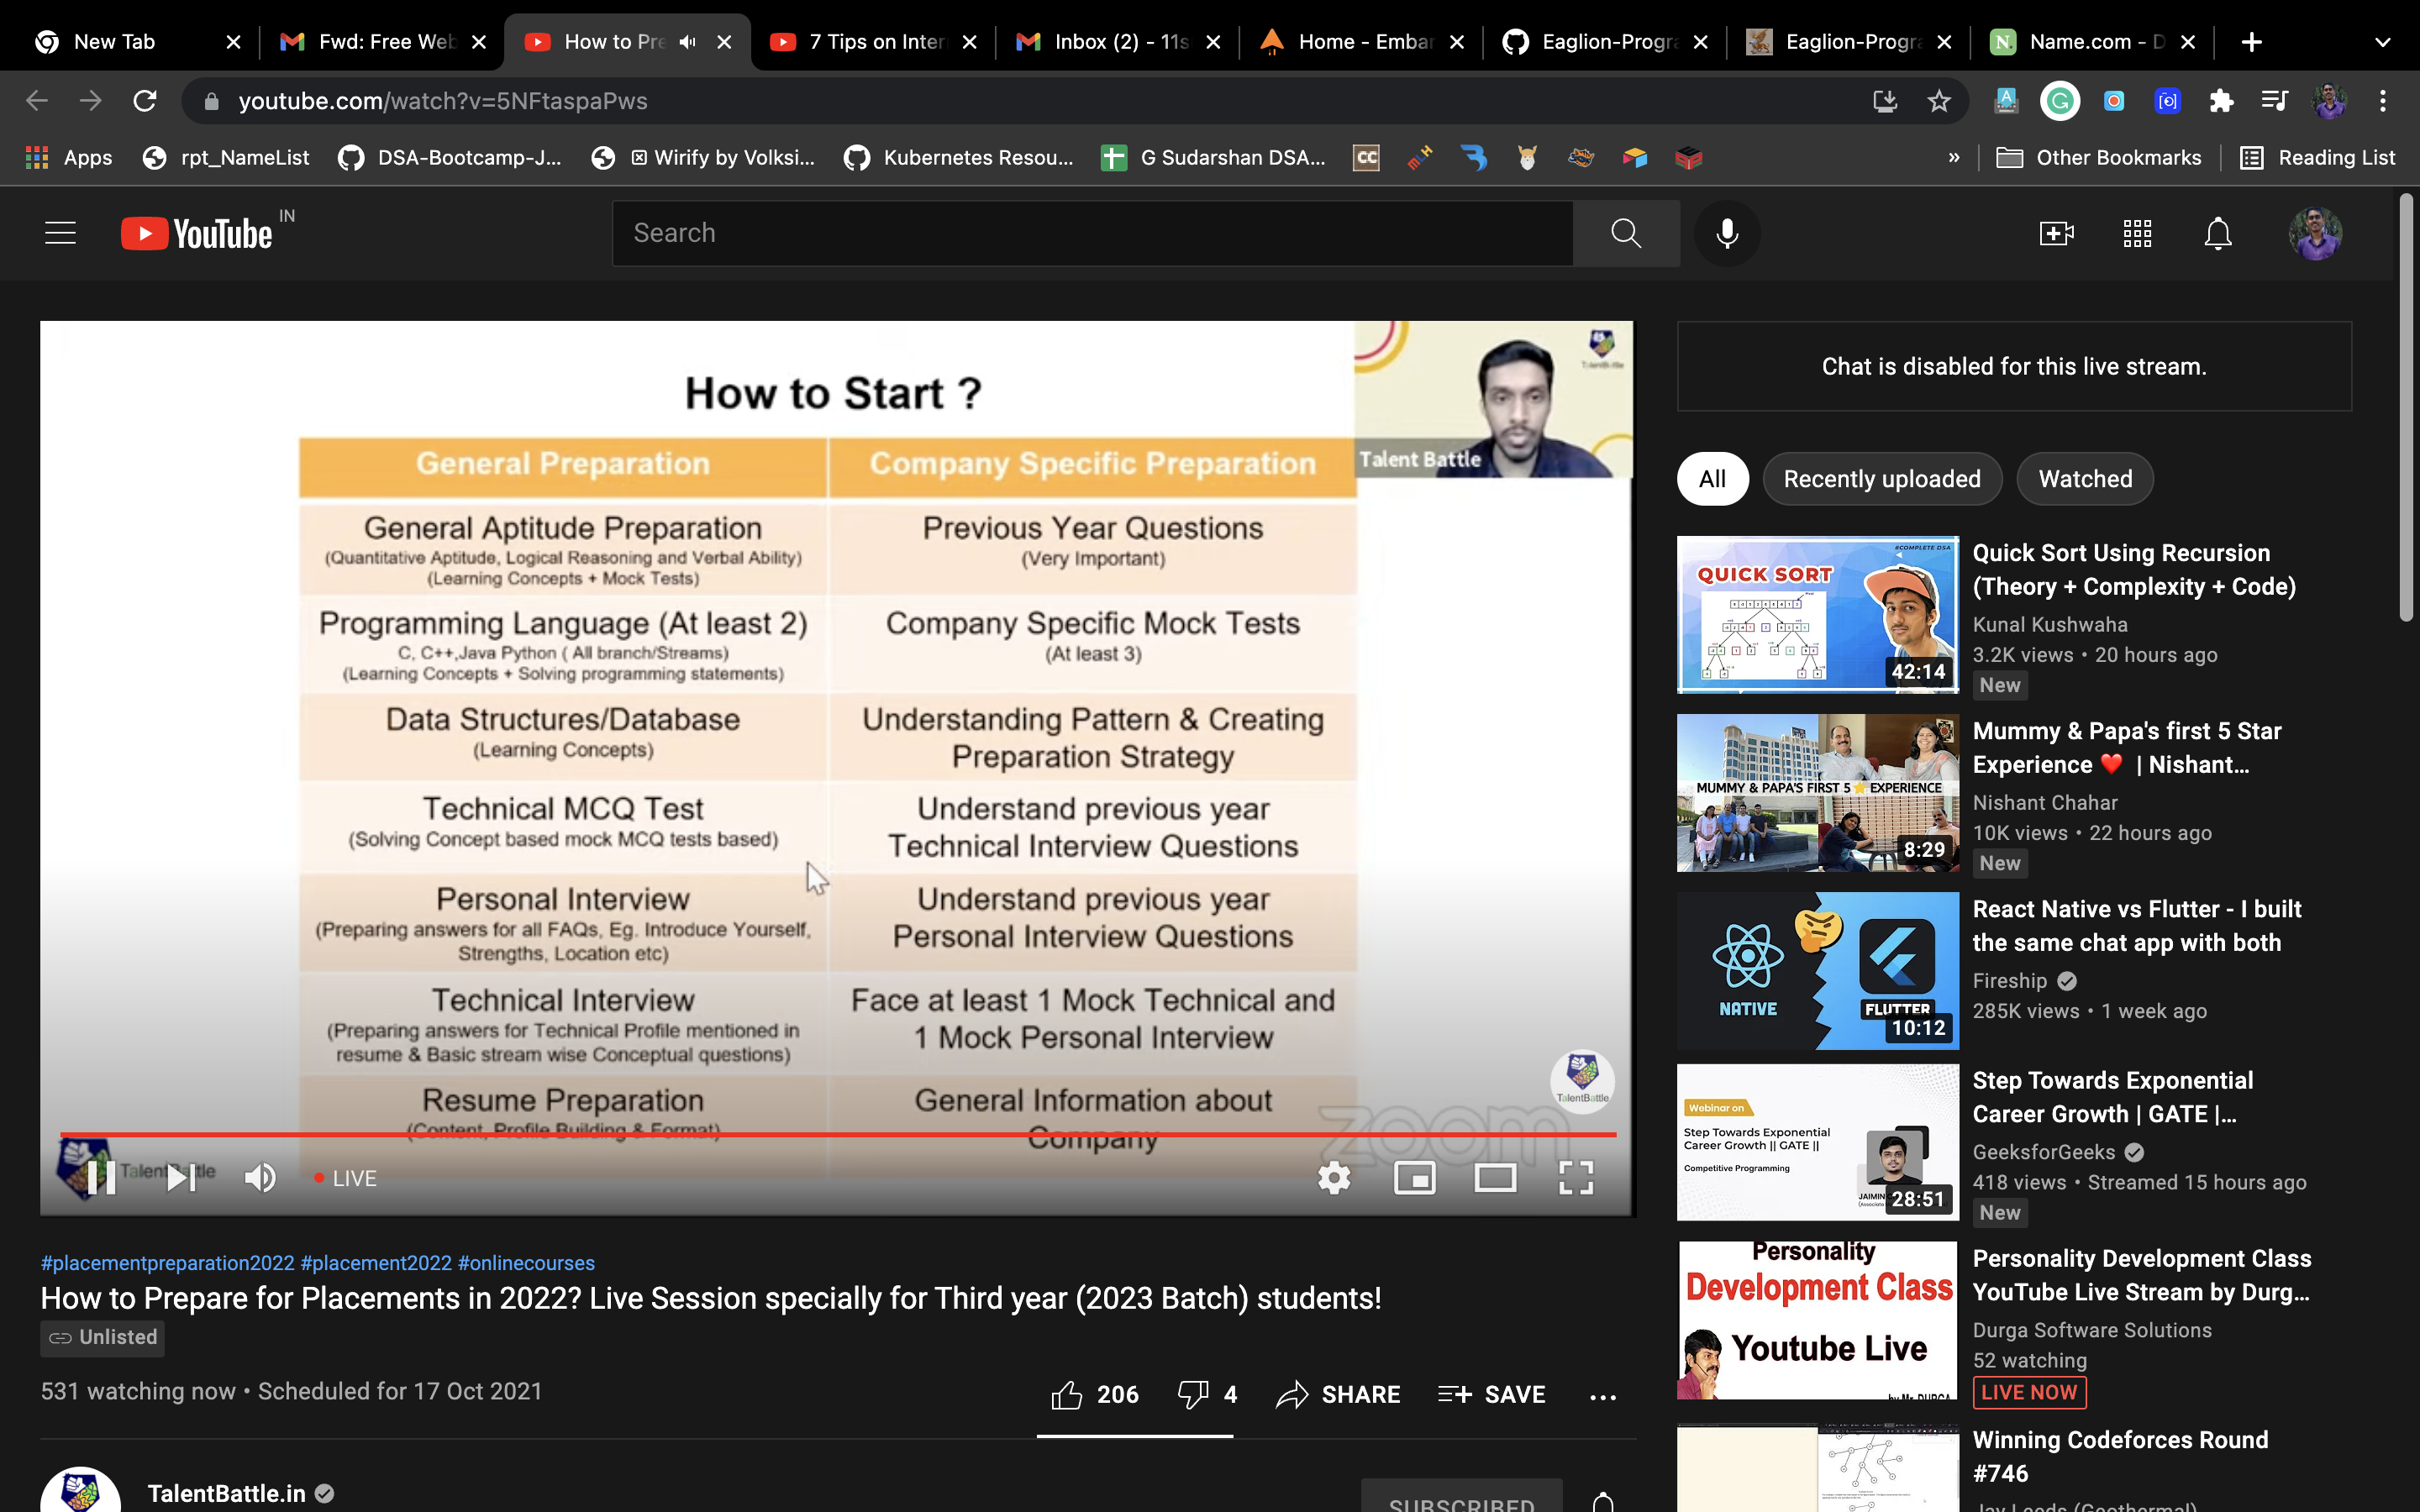 New Tab
Fwd: Free Web
How to Pre
7 Tips on Inter
Inbox (2) - 11s
Home - Embar
Eaglion-Progra
Eaglion-Progra
Name.com - D
youtube.com/watch?v=5NFtaspaPws
Apps
rpt_NameList
DSA-Bootcamp-J...
Wirify by Volksi...
Kubernetes Resou...
G Sudarshan DSA...
CC
»
Other Bookmarks
Reading List
YouTube IN
Search
How to Start ?
Talent Battle
General Preparation
Company Specific Preparation
General Aptitude Preparation
(Quantitative Aptitude, Logical Reasoning and Verbal Ability)
(Learning Concepts + Mock Tests)
Previous Year Questions
(Very Important)
Programming Language (At least 2)
C, C++,Java Python ( All branch/Streams)
(Learning Concepts + Solving programming statements)
Company Specific Mock Tests
(At least 3)
Data Structures/Database
(Learning Concepts)
Understanding Pattern & Creating
Preparation Strategy
Technical MCQ Test
(Solving Concept based mock MCQ tests based)
Understand previous year
Technical Interview Questions
Personal Interview
(Preparing answers for all FAQs, Eg. Introduce Yourself,
Strengths, Location etc)
Understand previous year
Personal Interview Questions
Technical Interview
(Preparing answers for Technical Profile mentioned in
resume & Basic stream wise Conceptual questions)
Face at least 1 Mock Technical and
1 Mock Personal Interview
Resume Preparation
(Content, Profile Building & Format)
General Information about
Company
zoom
TalentBattle
TalentBattle
LIVE
#placementpreparation2022 #placement2022 #onlinecourses
How to Prepare for Placements in 2022? Live Session specially for Third year (2023 Batch) students!
Unlisted
531 watching now • Scheduled for 17 Oct 2021
206
4
SHARE
SAVE
TalentBattle.in
SUBSCRIBED
Chat is disabled for this live stream.
All
Recently uploaded
Watched
#COMPLETE DSA
QUICK SORT
42:14
Quick Sort Using Recursion
(Theory + Complexity + Code)
Kunal Kushwaha
3.2K views • 20 hours ago
New
MUMMY & PAPA'S FIRST 5⭐EXPERIENCE
8:29
Mummy & Papa's first 5 Star
Experience ❤️ | Nishant...
Nishant Chahar
10K views • 22 hours ago
New
NATIVE
FLUTTER
10:12
React Native vs Flutter - I built
the same chat app with both
Fireship
285K views • 1 week ago
Webinar on
Step Towards Exponential
Career Growth || GATE ||
Competitive Programming
28:51
Step Towards Exponential
Career Growth | GATE |...
GeeksforGeeks
418 views • Streamed 15 hours ago
New
Personality
Development Class
Youtube Live
by Mr. DURGA
Personality Development Class
YouTube Live Stream by Durg...
Durga Software Solutions
52 watching
LIVE NOW
Winning Codeforces Round
#746